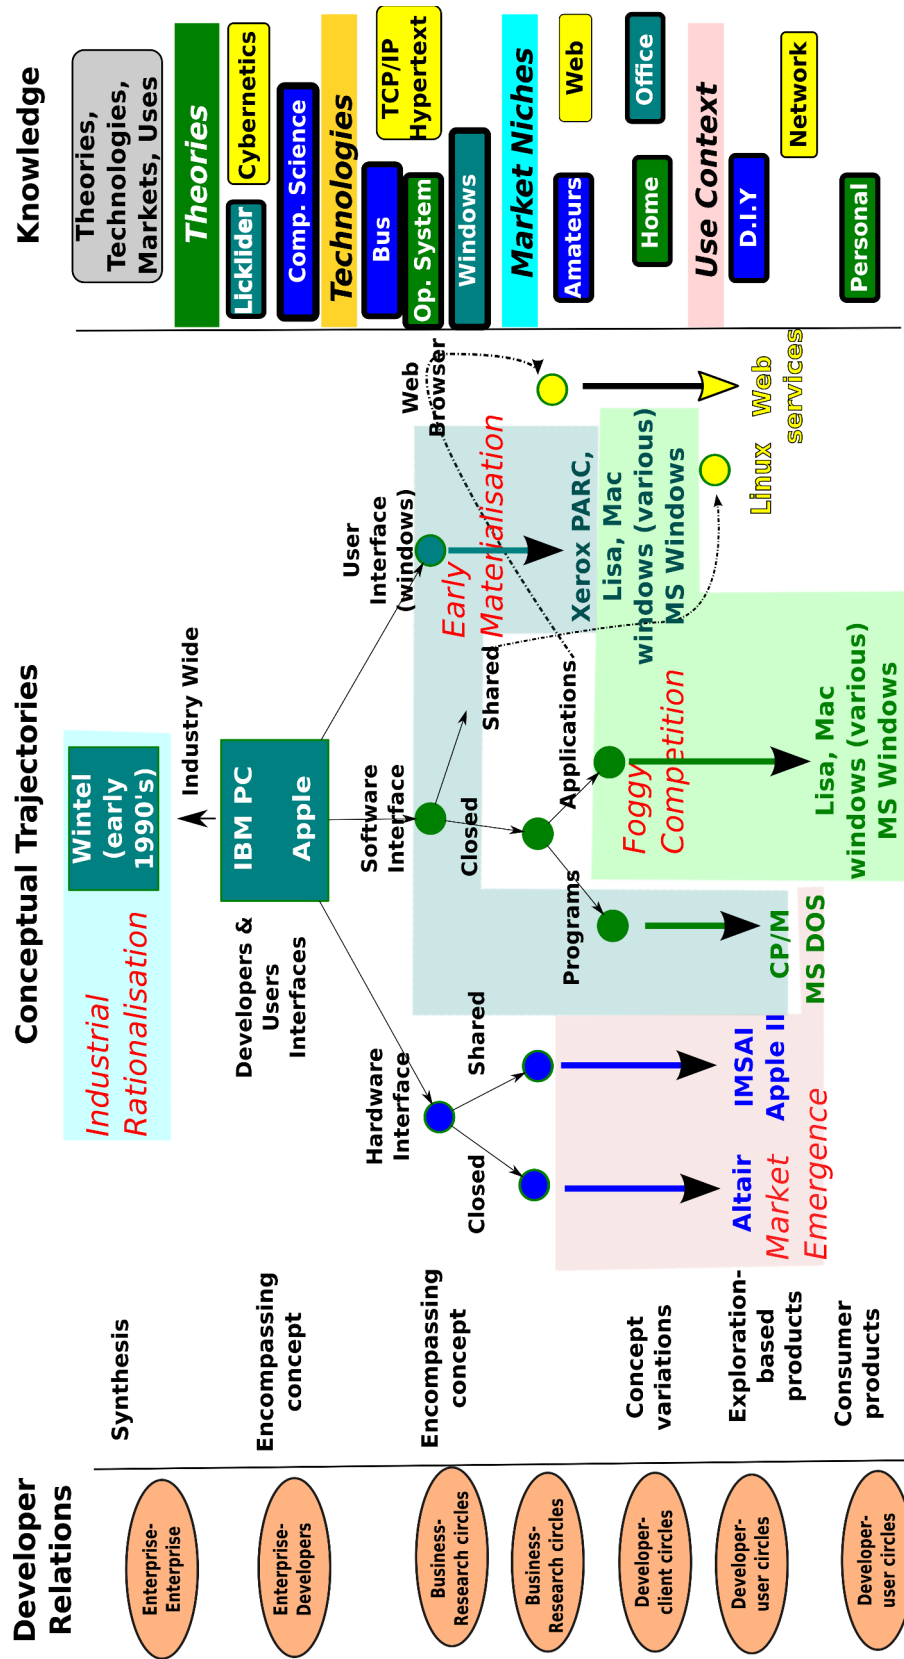 Developer
Relations
Enterprise-
Enterprise
Enterprise-
Developers
Business-
Research circles
Business-
Research circles
Developer-
client circles
Developer-
user circles
Developer-
user circles
Synthesis
Encompassing
concept
Encompassing
concept
Concept
variations
Exploration-
based
products
Consumer
products
Conceptual Trajectories
Industrial
Rationalisation
Wintel
(early
1990's)
Industry Wide
IBM PC
Apple
Developers &
Users
Interfaces
Hardware
Interface
Software
Interface
User
Interface
(windows)
Closed
Shared
Closed
Shared
Programs
Applications
Web
Browser
Early
Materialisation
Foggy
Competition
Market
Emergence
Altair
IMSAI
Apple II
CP/M
MS DOS
Lisa, Mac
windows (various)
MS Windows
Xerox PARC,
Lisa, Mac
windows (various)
MS Windows
Linux
Web
services
Knowledge
Theories,
Technologies,
Markets, Uses
Theories
Licklider
Cybernetics
Comp. Science
Technologies
Bus
TCP/IP
Hypertext
Op. System
Windows
Market Niches
Amateurs
Web
Home
Office
Use Context
D.I.Y
Network
Personal